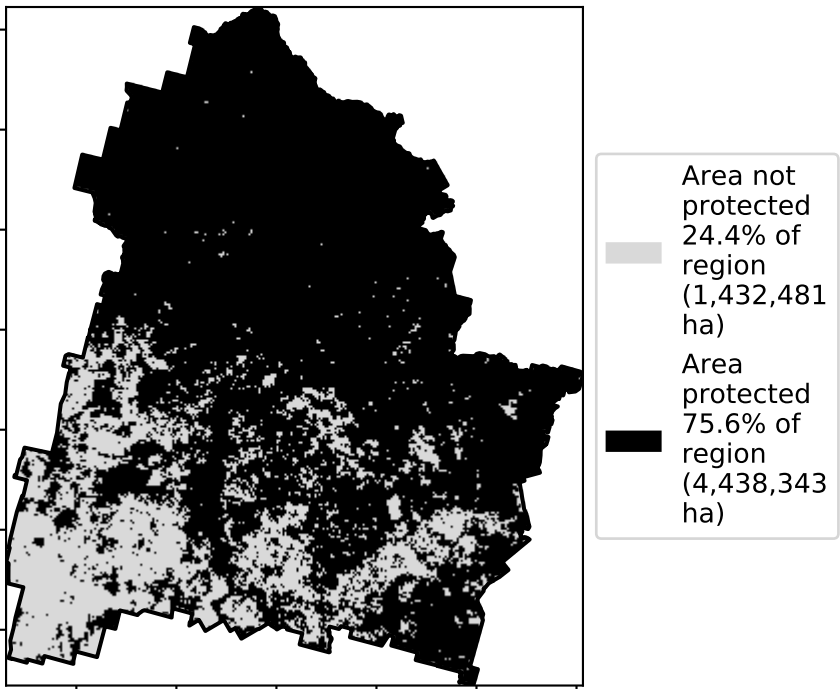 Area not
protected
24.4% of
region
(1,432,481
ha)
Area
protected
75.6% of
region
(4,438,343
ha)